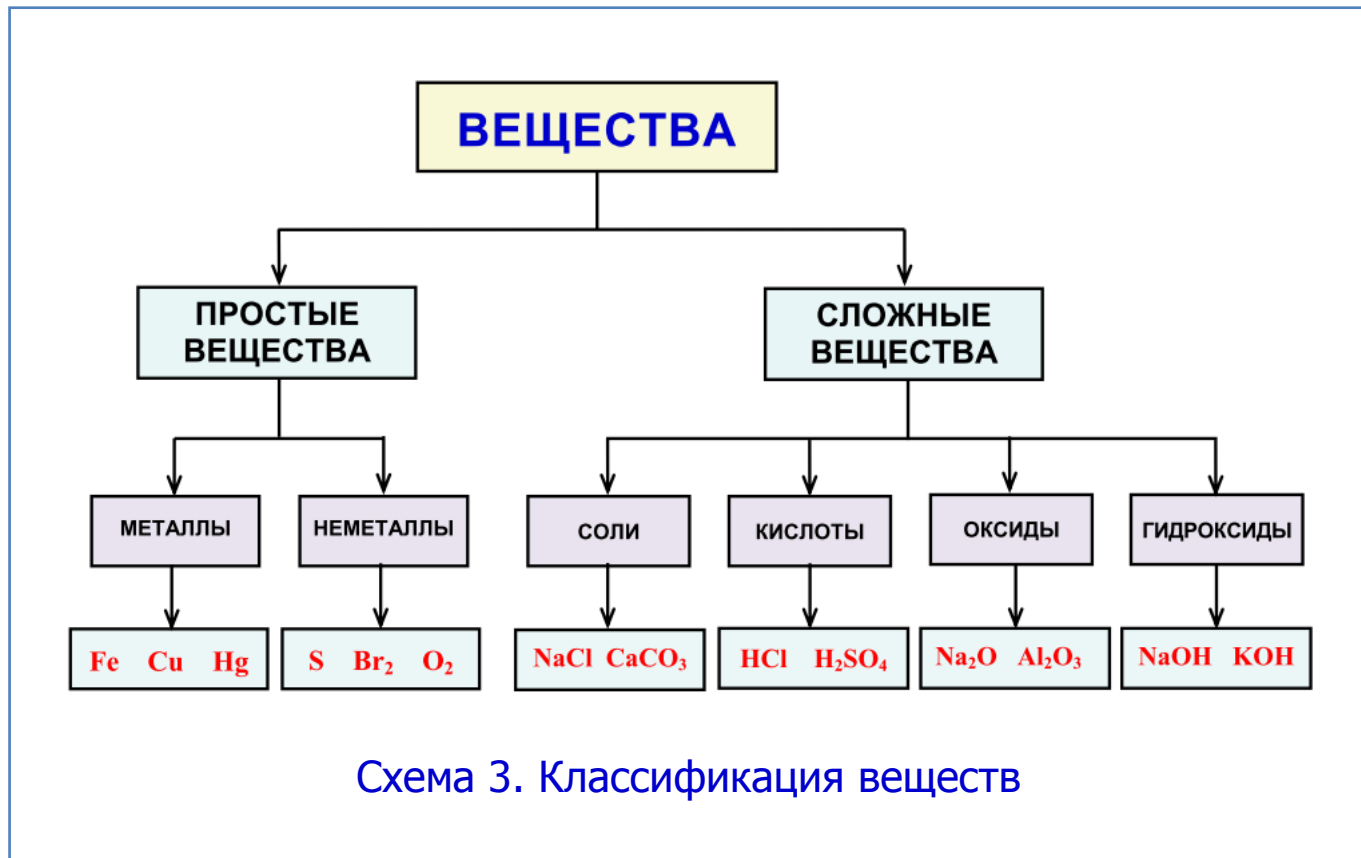 ВЕЩЕСТВА
ПРОСТЫЕ
ВЕЩЕСТВА
СЛОЖНЫЕ
ВЕЩЕСТВА
МЕТАЛЛЫ
НЕМЕТАЛЛЫ
СОЛИ
КИСЛОТЫ
ОКСИДЫ
ГИДРОКСИДЫ
Fe Cu Hg
S Br₂ O₂
NaCl CaCO₃
HCl H₂SO₄
Na₂O Al₂O₃
NaOH KOH
Схема 3. Классификация веществ